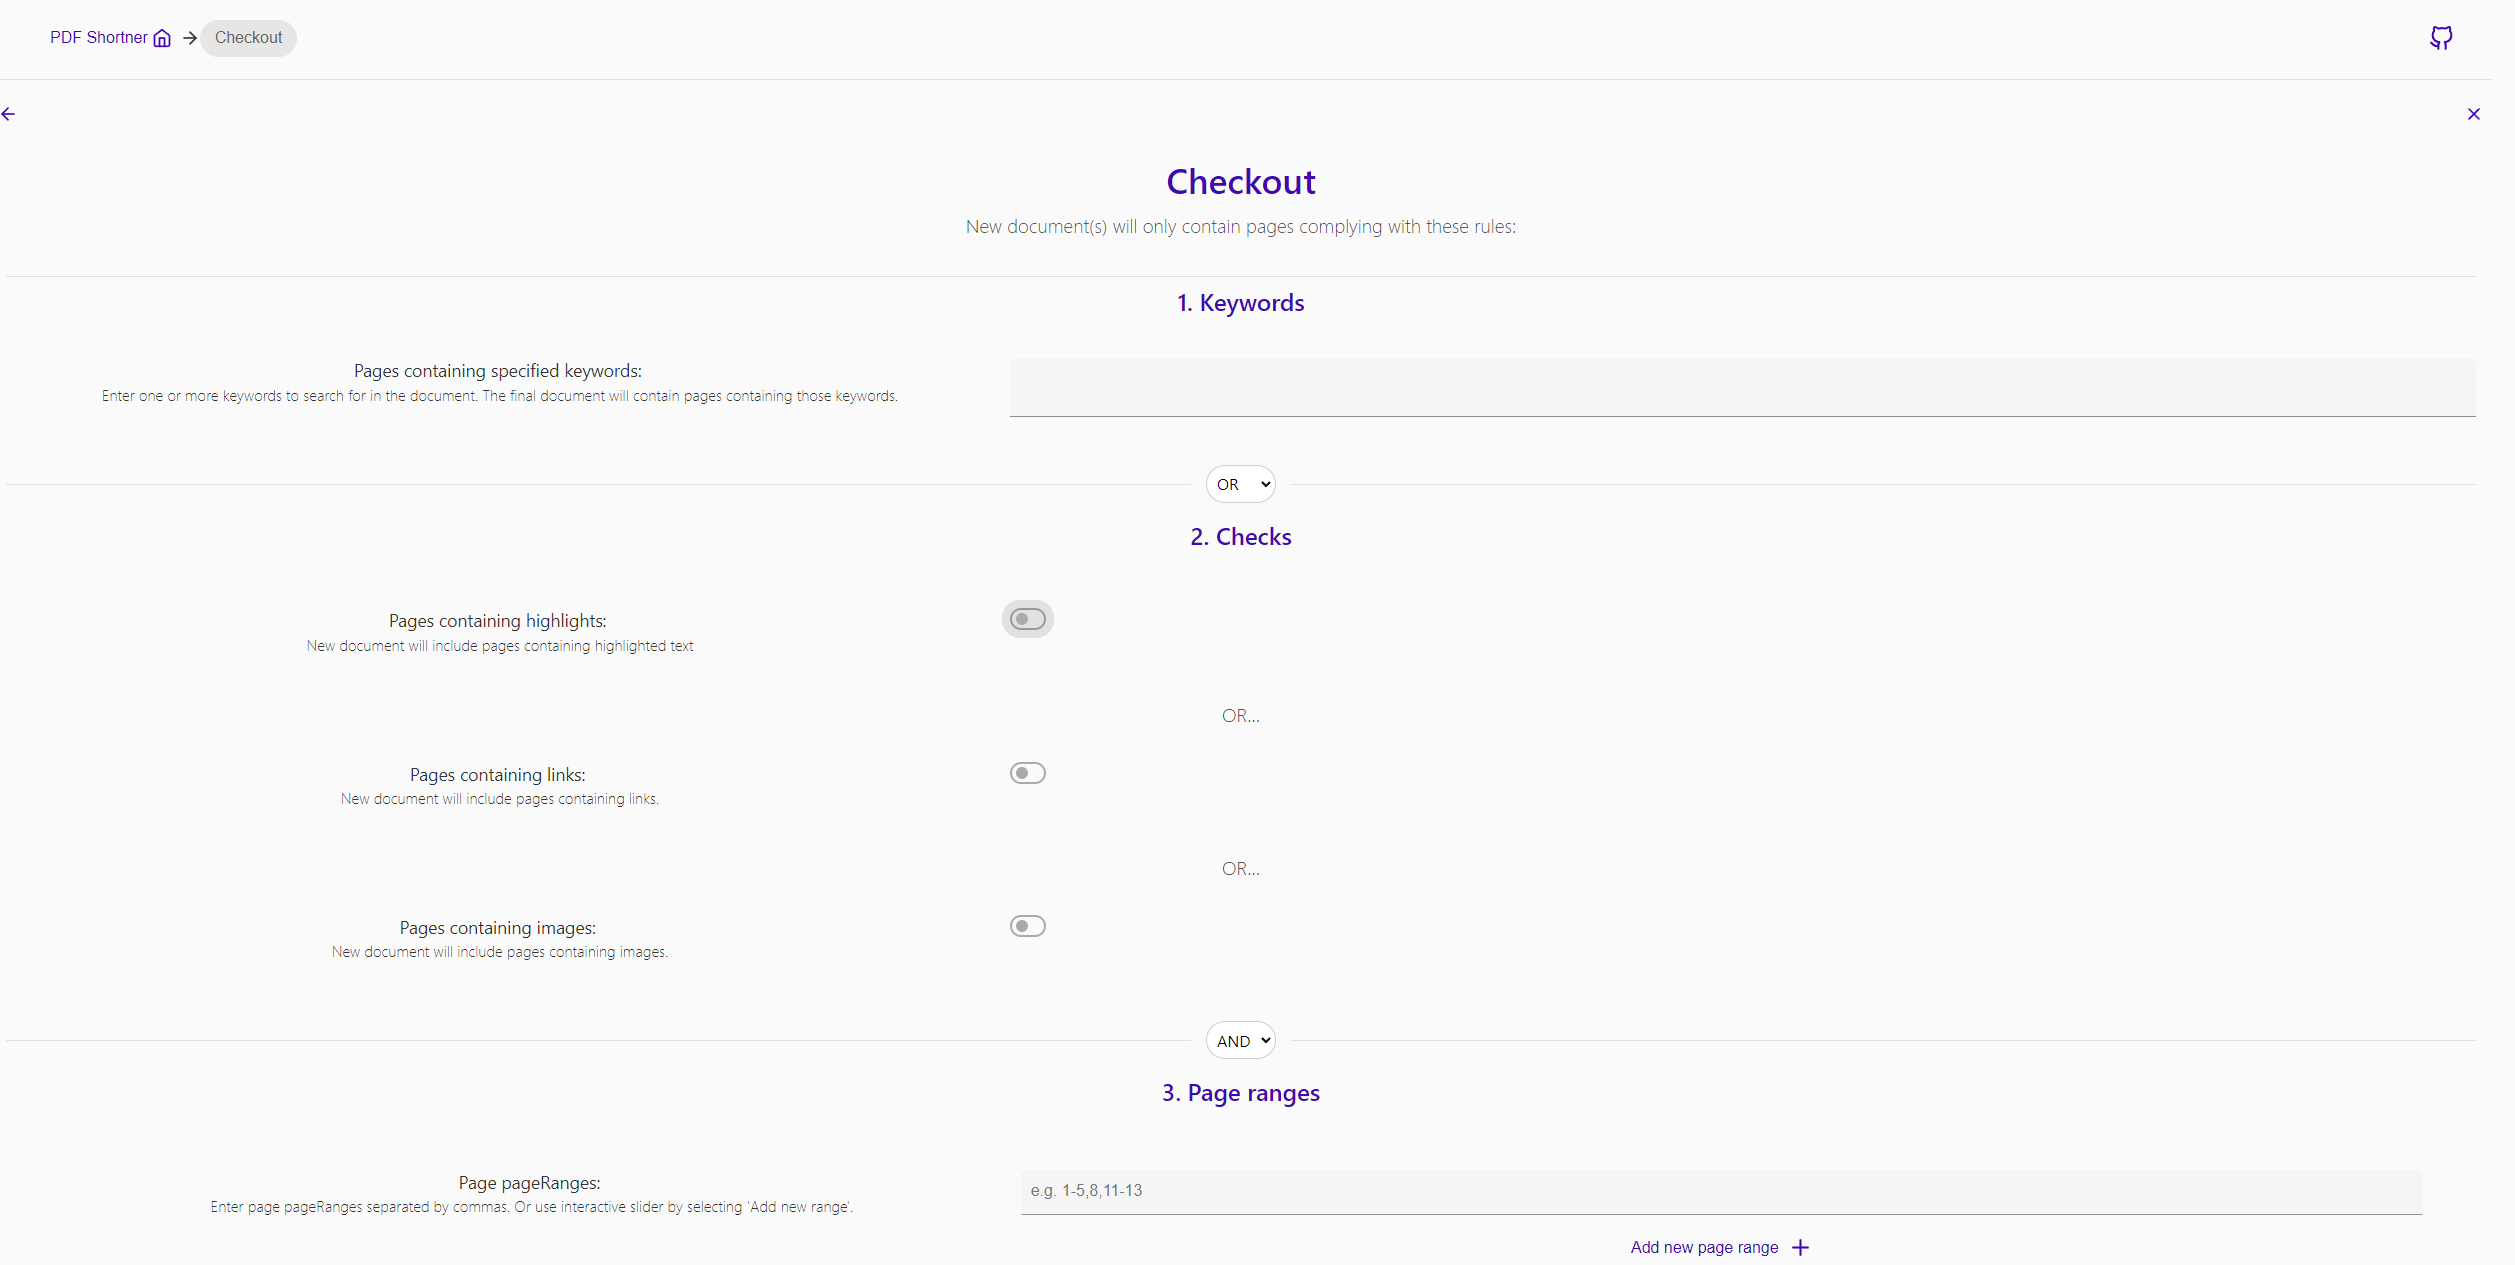 PDF Shortner Checkout
Checkout
New document(s) will only contain pages complying with these rules:
1. Keywords
Pages containing specified keywords:
Enter one or more keywords to search for in the document. The final document will contain pages containing those keywords.
OR
2. Checks
Pages containing highlights:
New document will include pages containing highlighted text
OR...
Pages containing links:
New document will include pages containing links.
OR...
Pages containing images:
New document will include pages containing images.
AND
3. Page ranges
Page pageRanges:
e.g. 1-5,8,11-13
Enter page pageRanges separated by commas. Or use interactive slider by selecting 'Add new range'.
Add new page range